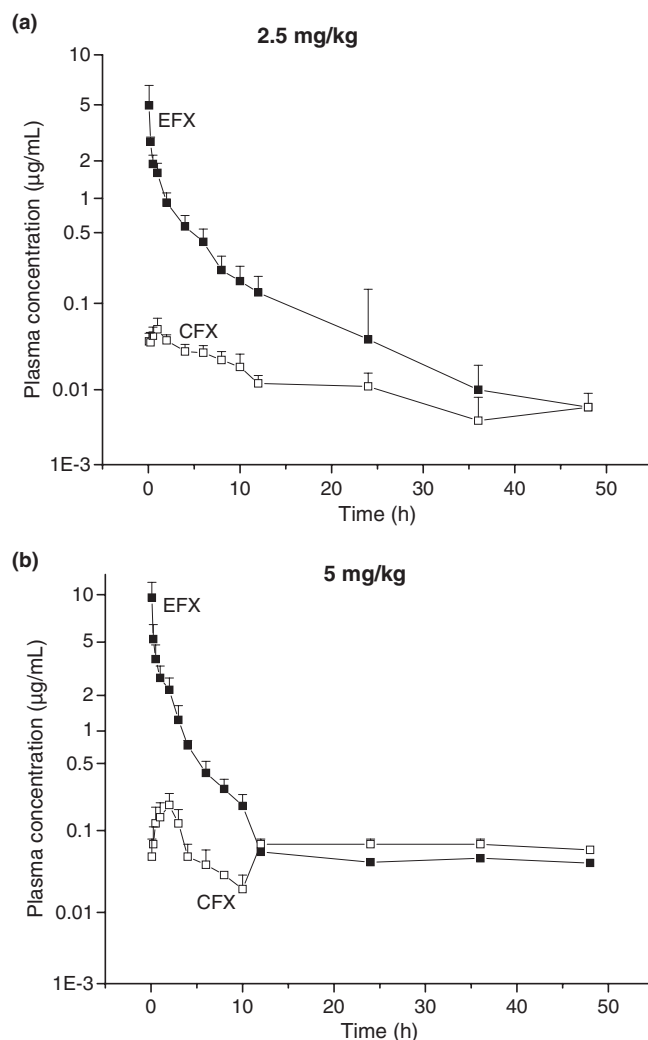 (a)
2.5 mg/kg
10
5
2
1
0.5
0.1
0.01
1E-3
Plasma concentration (µg/mL)
EFX
CFX
0 10 20 30 40 50
Time (h)
(b)
5 mg/kg
10
5
2
1
0.5
0.1
0.01
1E-3
Plasma concentration (µg/mL)
EFX
CFX
0 10 20 30 40 50
Time (h)